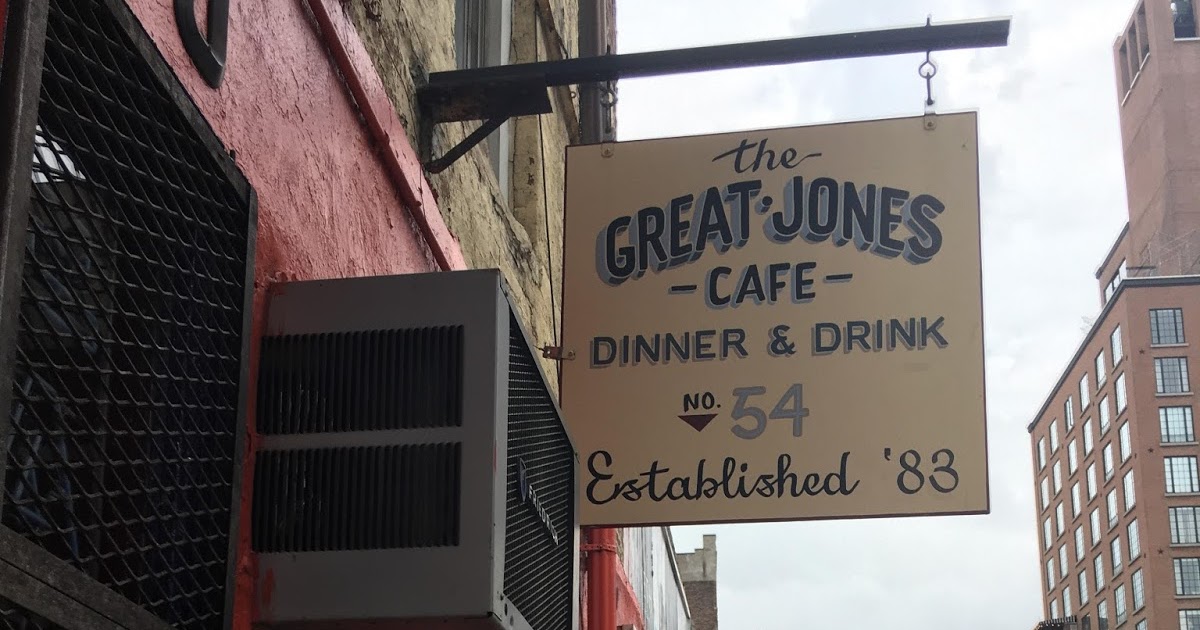 the
GREAT·JONES
-CAFE-
DINNER & DRINK
NO. 54
Established '83